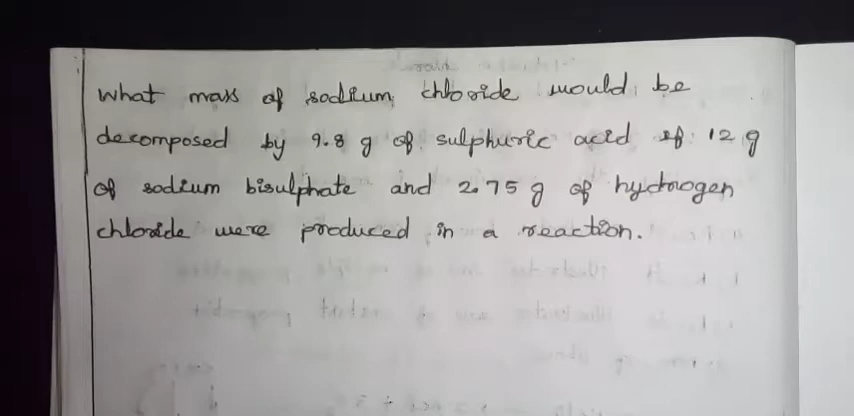 What mass of sodium chloride would be
decomposed by 9.8 g of sulphuric acid if 12 g
of sodium bisulphate and 2.75 g of hydrogen
chloride were produced in a reaction.